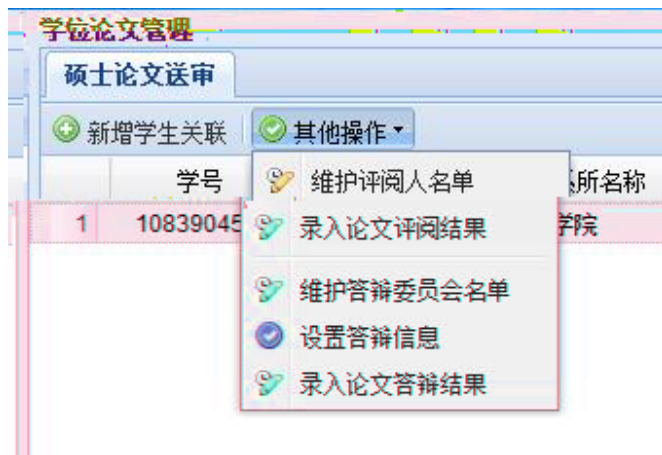 学位论文管理
硕士论文送审
新增学生关联 其他操作
学号 所名称
维护评阅人名单
1 10839045 学院
录入论文评阅结果
维护答辩委员会名单
设置答辩信息
录入论文答辩结果